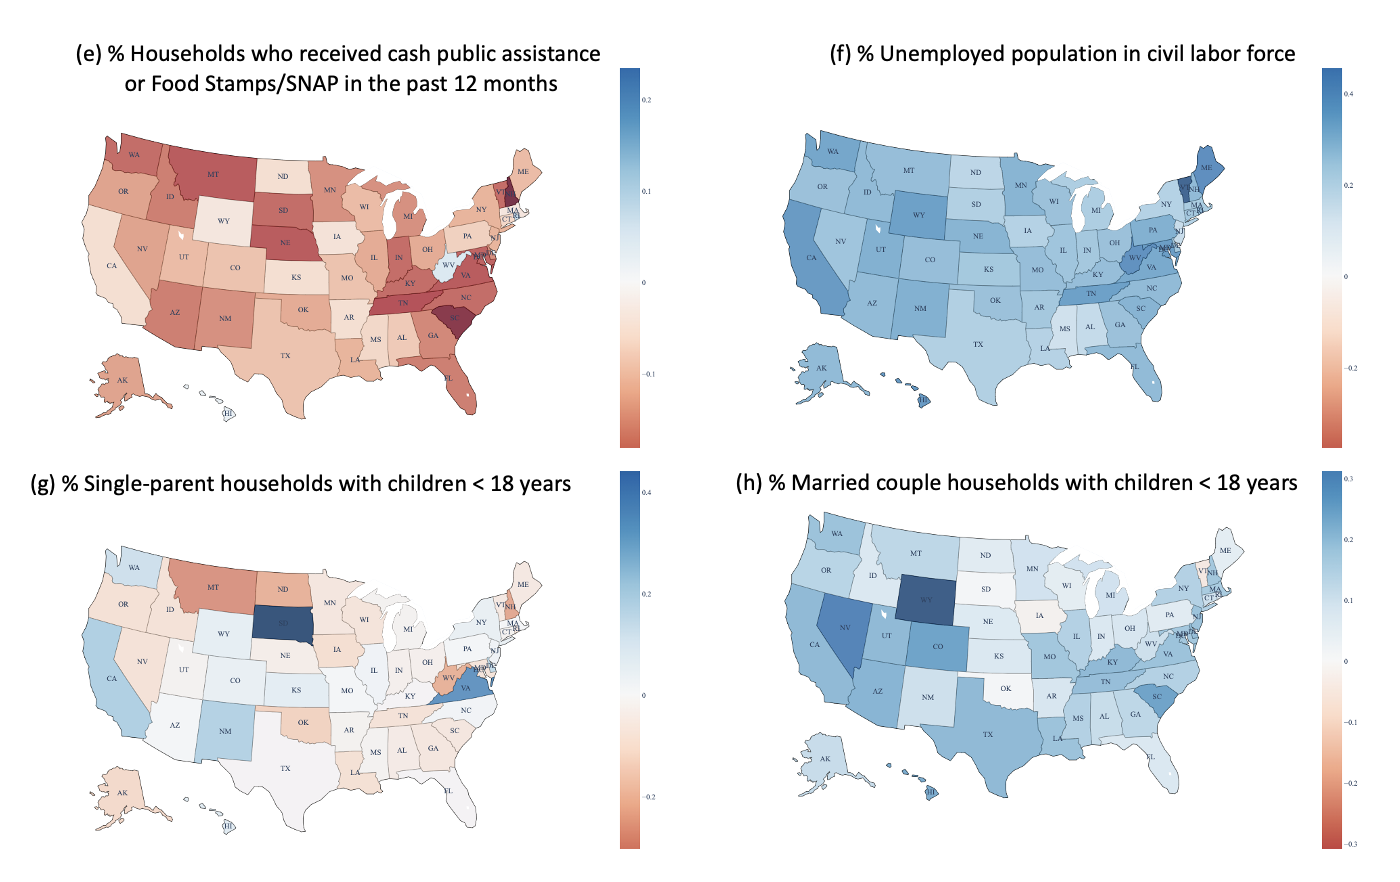 (e) % Households who received cash public assistance
or Food Stamps/SNAP in the past 12 months
0.2
0.1
0
−0.1
WA
MT
ND
MN
ME
OR
ID
SD
WI
MI
VT
NY
MA
CT
RI
WY
NV
UT
CO
NE
IA
IL
IN
OH
PA
NJ
CA
KS
MO
KY
WV
VA
AZ
NM
OK
AR
TN
NC
SC
TX
LA
MS
AL
GA
FL
AK
HI
(f) % Unemployed population in civil labor force
0.4
0.2
0
−0.2
WA
MT
ND
MN
ME
OR
ID
SD
WI
MI
VT
NH
NY
MA
CT
RI
WY
NV
UT
CO
NE
IA
IL
IN
OH
PA
NJ
CA
KS
MO
KY
WV
VA
AZ
NM
OK
AR
TN
NC
SC
TX
LA
MS
AL
GA
FL
AK
HI
(g) % Single-parent households with children < 18 years
0.4
0.2
0
−0.2
WA
MT
ND
MN
ME
OR
ID
SD
WI
MI
VT
NH
NY
MA
CT
RI
WY
NV
UT
CO
NE
IA
IL
IN
OH
PA
NJ
CA
KS
MO
KY
WV
VA
AZ
NM
OK
AR
TN
NC
SC
TX
LA
MS
AL
GA
FL
AK
HI
(h) % Married couple households with children < 18 years
0.3
0.2
0.1
0
−0.1
−0.2
−0.3
WA
MT
ND
MN
ME
OR
ID
SD
WI
MI
VT
NH
NY
MA
CT
RI
WY
NV
UT
CO
NE
IA
IL
IN
OH
PA
NJ
CA
KS
MO
KY
WV
VA
AZ
NM
OK
AR
TN
NC
SC
TX
LA
MS
AL
GA
FL
AK
HI